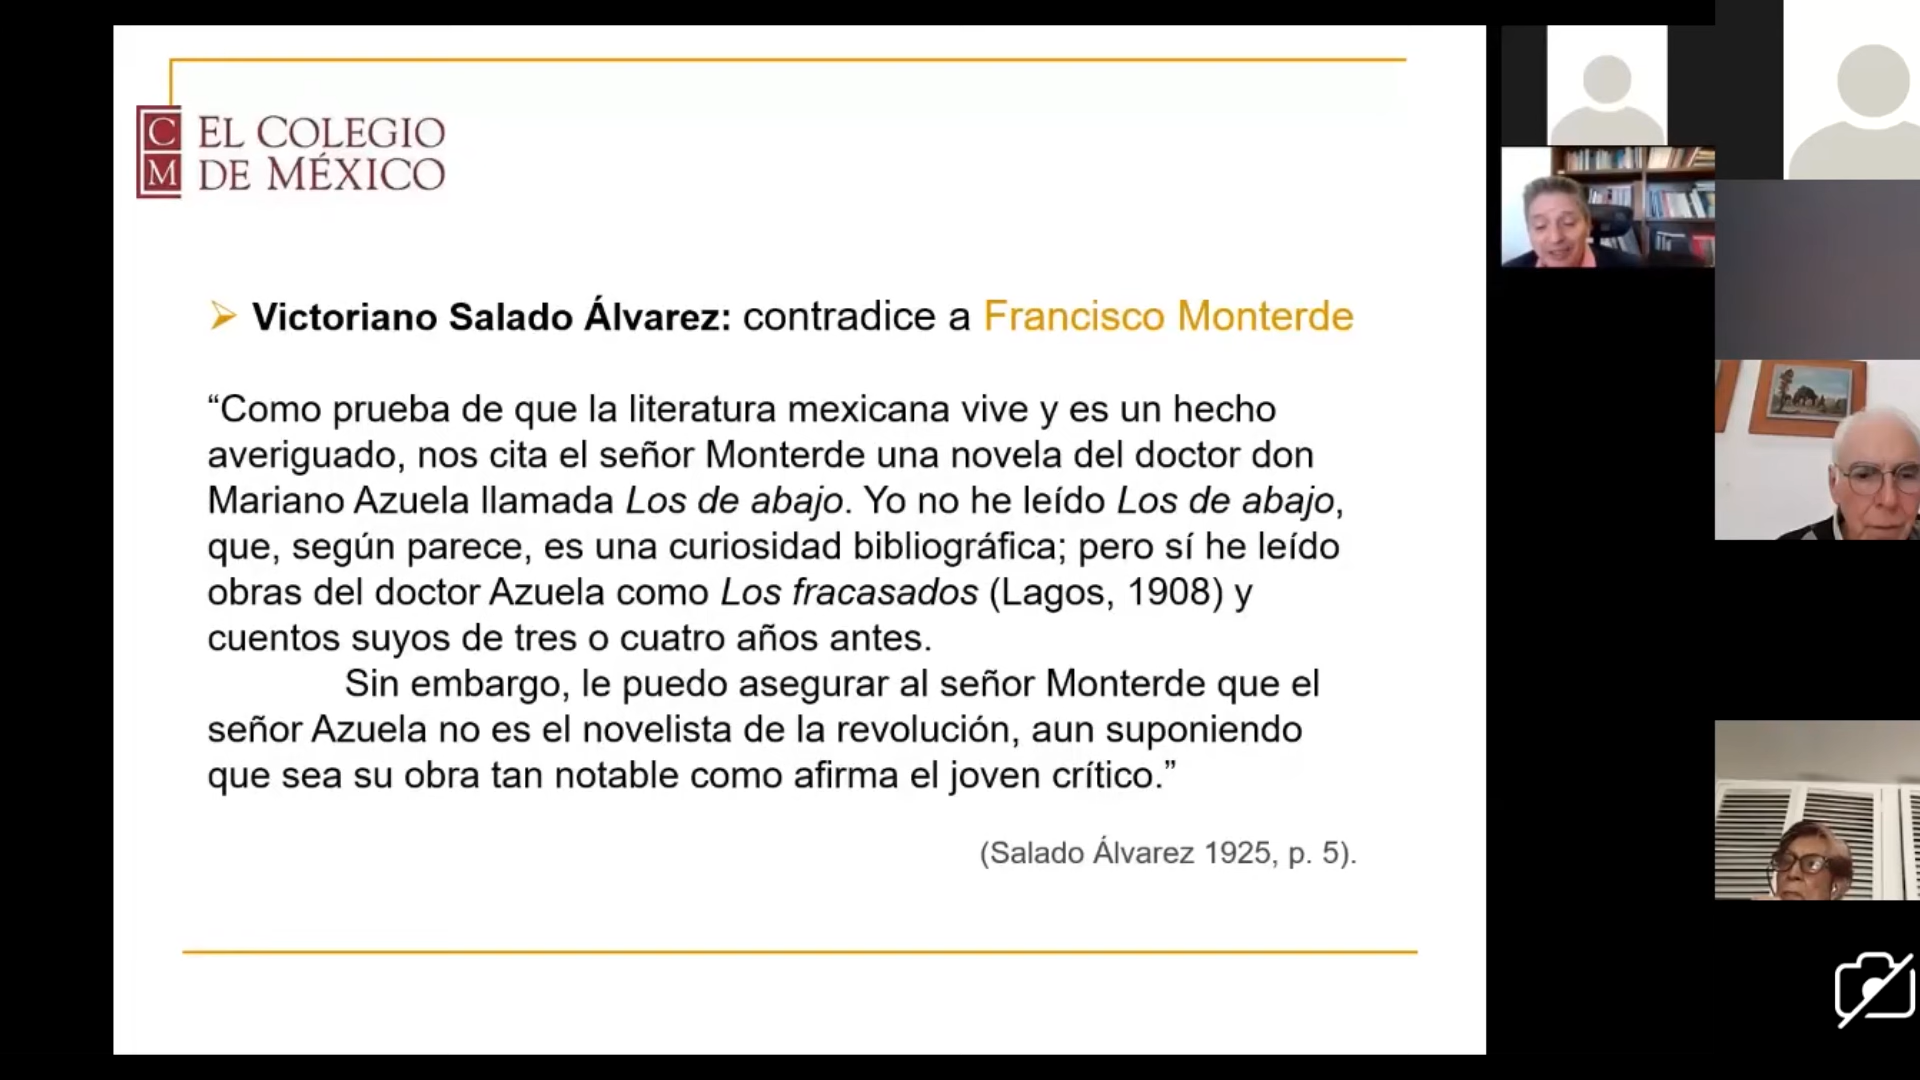 C
M
EL COLEGIO
DE MÉXICO
Victoriano Salado Álvarez: contradice a Francisco Monterde
“Como prueba de que la literatura mexicana vive y es un hecho
averiguado, nos cita el señor Monterde una novela del doctor don
Mariano Azuela llamada Los de abajo. Yo no he leído Los de abajo,
que, según parece, es una curiosidad bibliográfica; pero sí he leído
obras del doctor Azuela como Los fracasados (Lagos, 1908) y
cuentos suyos de tres o cuatro años antes.
Sin embargo, le puedo asegurar al señor Monterde que el
señor Azuela no es el novelista de la revolución, aun suponiendo
que sea su obra tan notable como afirma el joven crítico.”
(Salado Álvarez 1925, p. 5).